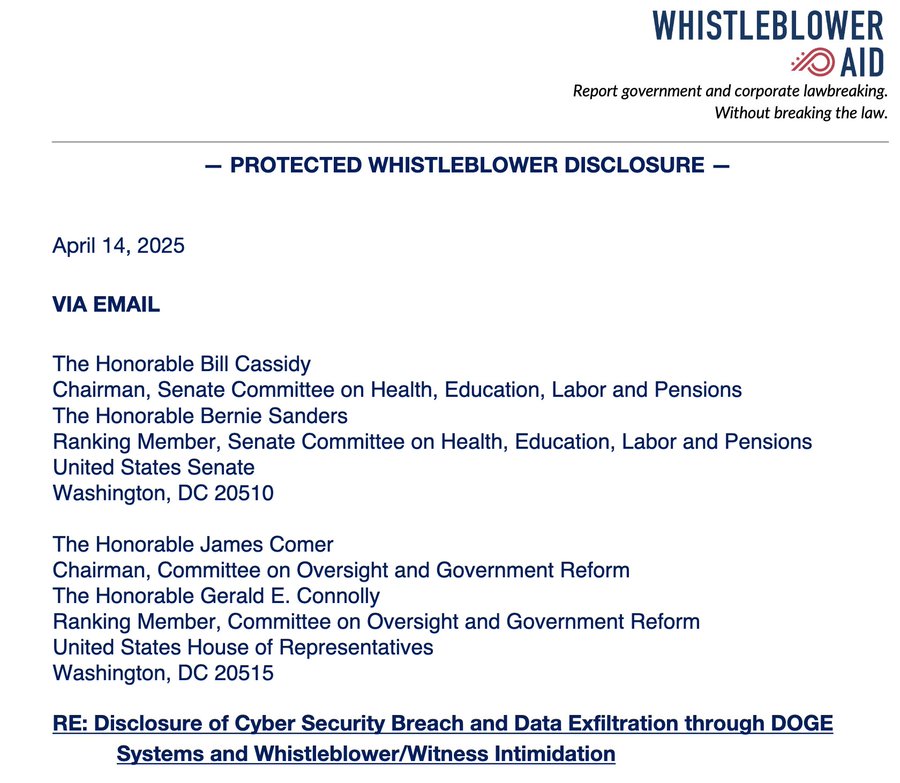 WHISTLEBLOWER
AID
Report government and corporate lawbreaking.
Without breaking the law.
— PROTECTED WHISTLEBLOWER DISCLOSURE —
April 14, 2025
VIA EMAIL
The Honorable Bill Cassidy
Chairman, Senate Committee on Health, Education, Labor and Pensions
The Honorable Bernie Sanders
Ranking Member, Senate Committee on Health, Education, Labor and Pensions
United States Senate
Washington, DC 20510
The Honorable James Comer
Chairman, Committee on Oversight and Government Reform
The Honorable Gerald E. Connolly
Ranking Member, Committee on Oversight and Government Reform
United States House of Representatives
Washington, DC 20515
RE: Disclosure of Cyber Security Breach and Data Exfiltration through DOGE
Systems and Whistleblower/Witness Intimidation